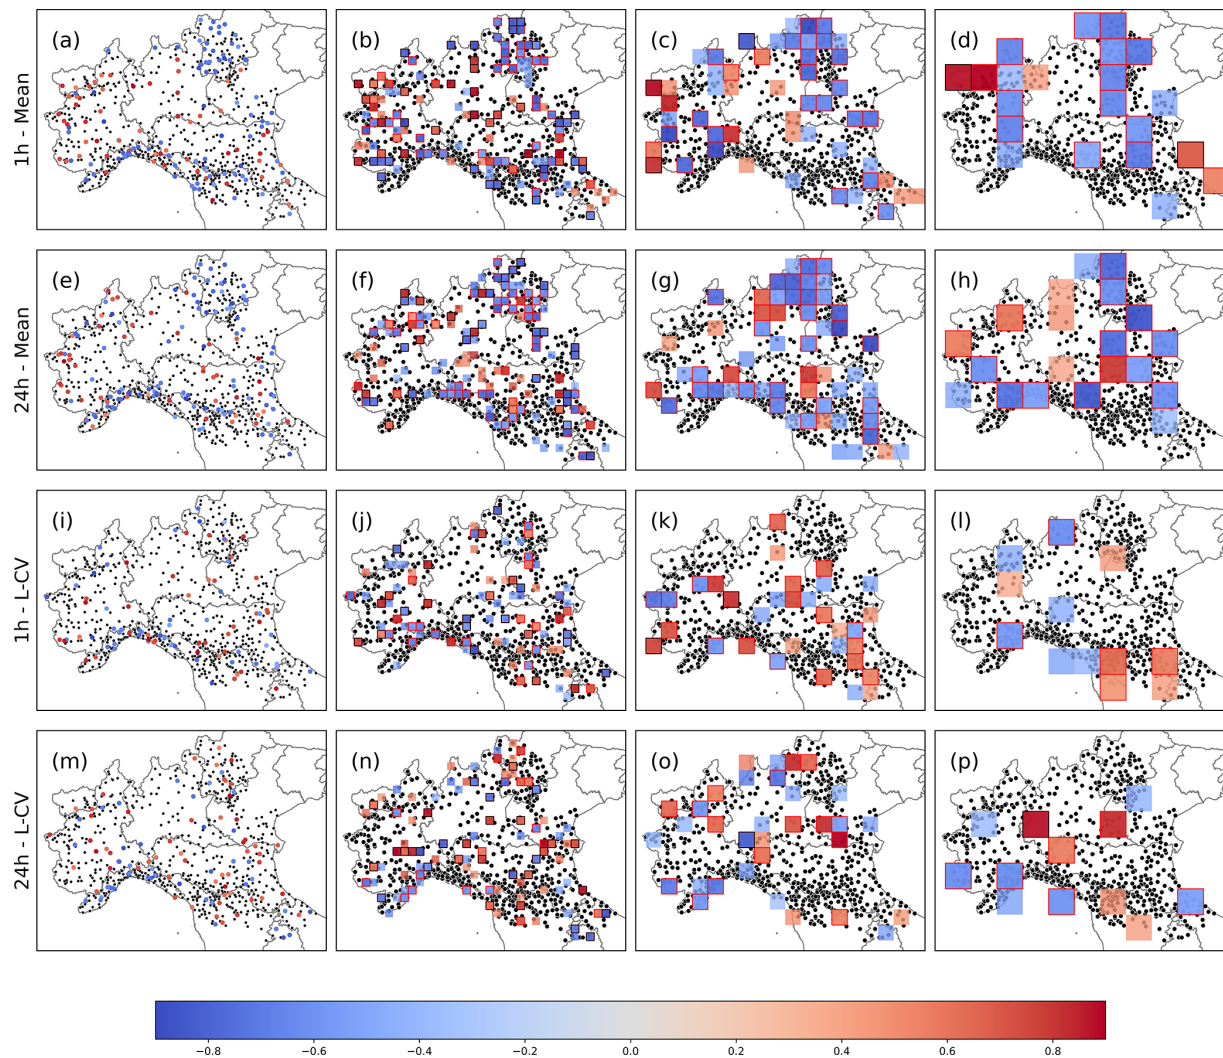 1h - Mean
(a)
(b)
(c)
(d)
24h - Mean
(e)
(f)
(g)
(h)
1h - L-CV
(i)
(j)
(k)
(l)
24h - L-CV
(m)
(n)
(o)
(p)
−0.8 −0.6 −0.4 −0.2 0.0 0.2 0.4 0.6 0.8